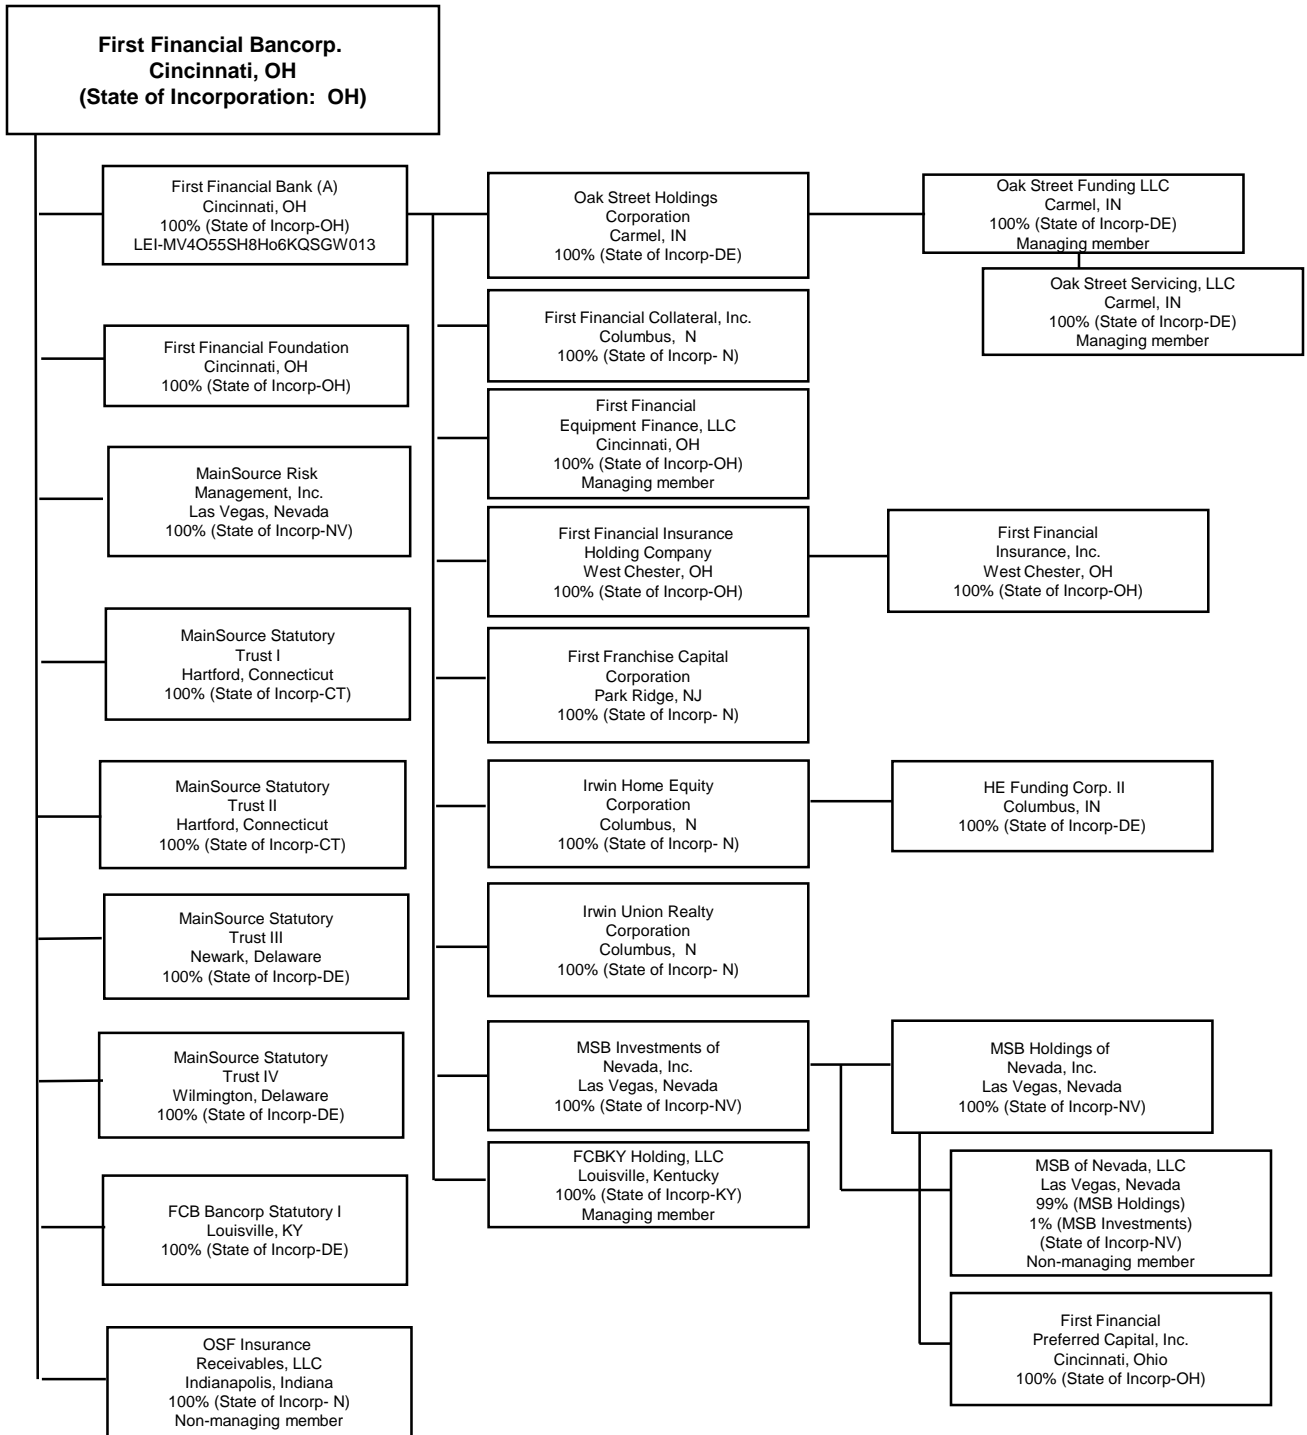 First Financial Bancorp.
Cincinnati, OH
(State of Incorporation:  OH)
First Financial Bank (A)
Cincinnati, OH
100% (State of Incorp-OH)
LEI-MV4O55SH8Ho6KQSGW013
First Financial Foundation
Cincinnati, OH
100% (State of Incorp-OH)
MainSource Risk
Management, Inc.
Las Vegas, Nevada
100% (State of Incorp-NV)
MainSource Statutory
Trust I
Hartford, Connecticut
100% (State of Incorp-CT)
MainSource Statutory
Trust II
Hartford, Connecticut
100% (State of Incorp-CT)
MainSource Statutory
Trust III
Newark, Delaware
100% (State of Incorp-DE)
MainSource Statutory
Trust IV
Wilmington, Delaware
100% (State of Incorp-DE)
FCB Bancorp Statutory I
Louisville, KY
100% (State of Incorp-DE)
OSF Insurance
Receivables, LLC
Indianapolis, Indiana
100% (State of Incorp- N)
Non-managing member
Oak Street Holdings
Corporation
Carmel, IN
100% (State of Incorp-DE)
First Financial Collateral, Inc.
Columbus,  N
100% (State of Incorp- N)
First Financial
Equipment Finance, LLC
Cincinnati, OH
100% (State of Incorp-OH)
Managing member
First Financial Insurance
Holding Company
West Chester, OH
100% (State of Incorp-OH)
First Franchise Capital
Corporation
Park Ridge, NJ
100% (State of Incorp- N)
Irwin Home Equity
Corporation
Columbus,  N
100% (State of Incorp- N)
Irwin Union Realty
Corporation
Columbus,  N
100% (State of Incorp- N)
MSB Investments of
Nevada, Inc.
Las Vegas, Nevada
100% (State of Incorp-NV)
FCBKY Holding, LLC
Louisville, Kentucky
100% (State of Incorp-KY)
Managing member
Oak Street Funding LLC
Carmel, IN
100% (State of Incorp-DE)
Managing member
Oak Street Servicing, LLC
Carmel, IN
100% (State of Incorp-DE)
Managing member
First Financial
Insurance, Inc.
West Chester, OH
100% (State of Incorp-OH)
HE Funding Corp. II
Columbus, IN
100% (State of Incorp-DE)
MSB Holdings of
Nevada, Inc.
Las Vegas, Nevada
100% (State of Incorp-NV)
MSB of Nevada, LLC
Las Vegas, Nevada
99% (MSB Holdings)
1% (MSB Investments)
(State of Incorp-NV)
Non-managing member
First Financial
Preferred Capital, Inc.
Cincinnati, Ohio
100% (State of Incorp-OH)